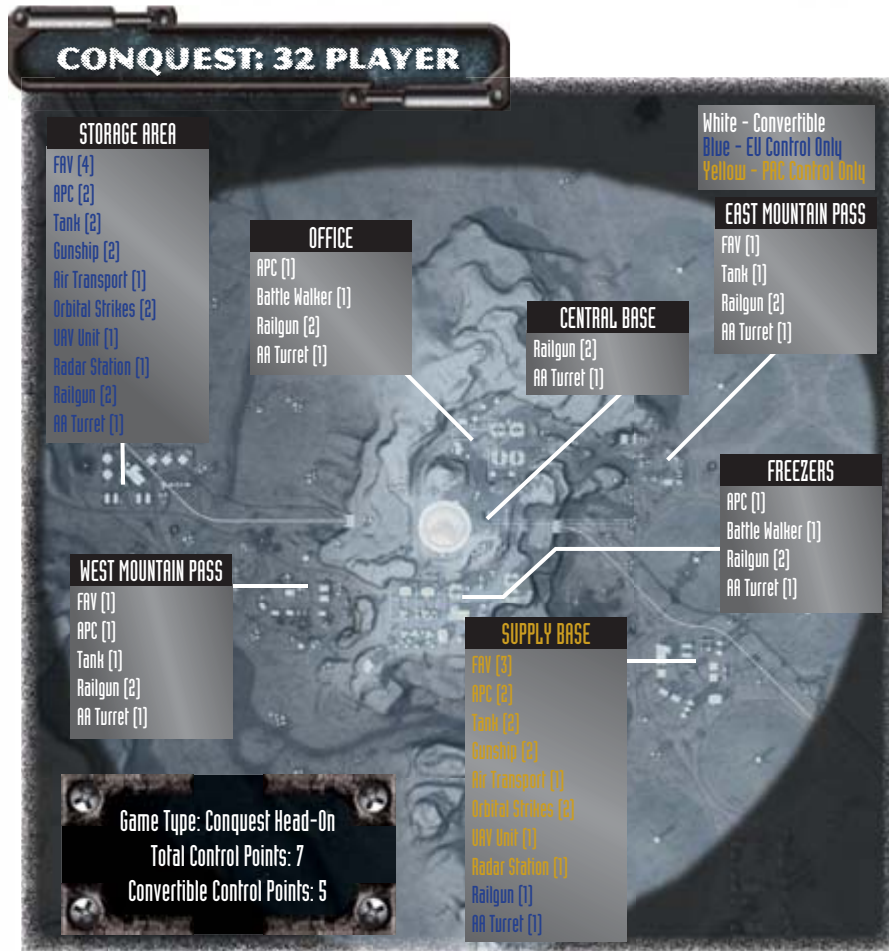 CONQUEST: 32 PLAYER
White - Convertible
Blue - EU Control Only
Yellow - PAC Control Only
STORAGE AREA
FAV (4)
APC (2)
Tank (2)
Gunship (2)
Air Transport (1)
Orbital Strikes (2)
UAV Unit (1)
Radar Station (1)
Railgun (2)
AA Turret (1)
OFFICE
APC (1)
Battle Walker (1)
Railgun (2)
AA Turret (1)
CENTRAL BASE
Railgun (2)
AA Turret (1)
EAST MOUNTAIN PASS
FAV (1)
Tank (1)
Railgun (2)
AA Turret (1)
FREEZERS
APC (1)
Battle Walker (1)
Railgun (2)
AA Turret (1)
WEST MOUNTAIN PASS
FAV (1)
APC (1)
Tank (1)
Railgun (2)
AA Turret (1)
SUPPLY BASE
FAV (3)
APC (2)
Tank (2)
Gunship (2)
Air Transport (1)
Orbital Strikes (2)
UAV Unit (1)
Radar Station (1)
Railgun (1)
AA Turret (1)
Game Type: Conquest Head-On
Total Control Points: 7
Convertible Control Points: 5